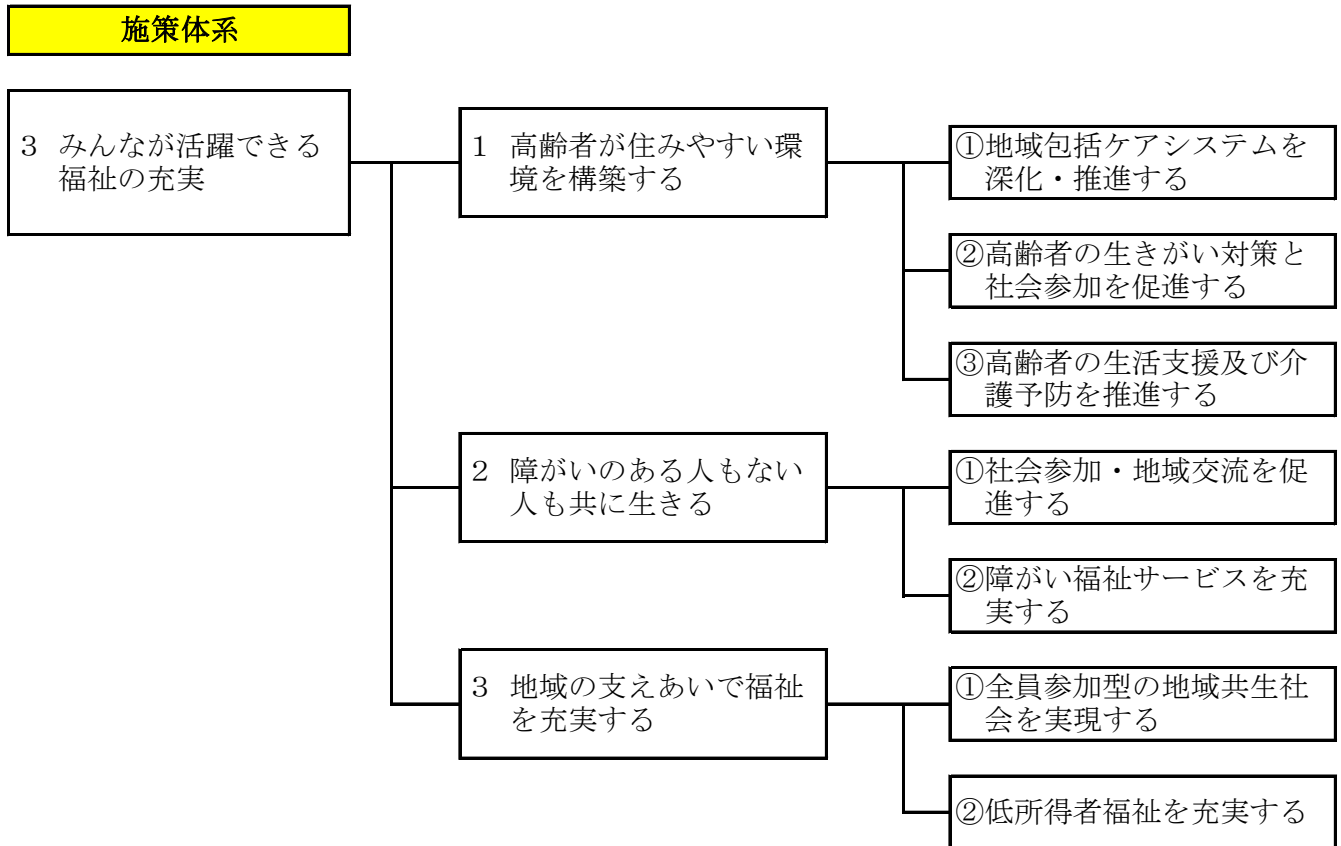 施策体系
3 みんなが活躍できる
福祉の充実
1 高齢者が住みやすい環
境を構築する
①地域包括ケアシステムを
深化・推進する
②高齢者の生きがい対策と
社会参加を促進する
③高齢者の生活支援及び介
護予防を推進する
2 障がいのある人もない
人も共に生きる
①社会参加・地域交流を促
進する
②障がい福祉サービスを充
実する
3 地域の支えあいで福祉
を充実する
①全員参加型の地域共生社
会を実現する
②低所得者福祉を充実する